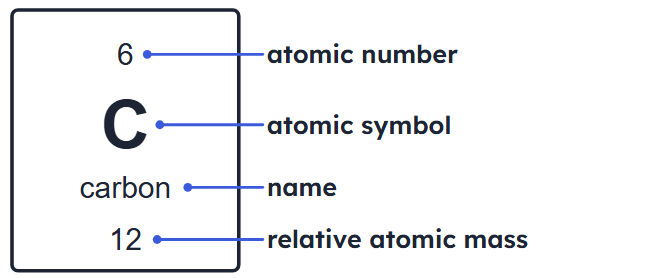 6 atomic number
C atomic symbol
carbon name
12 relative atomic mass